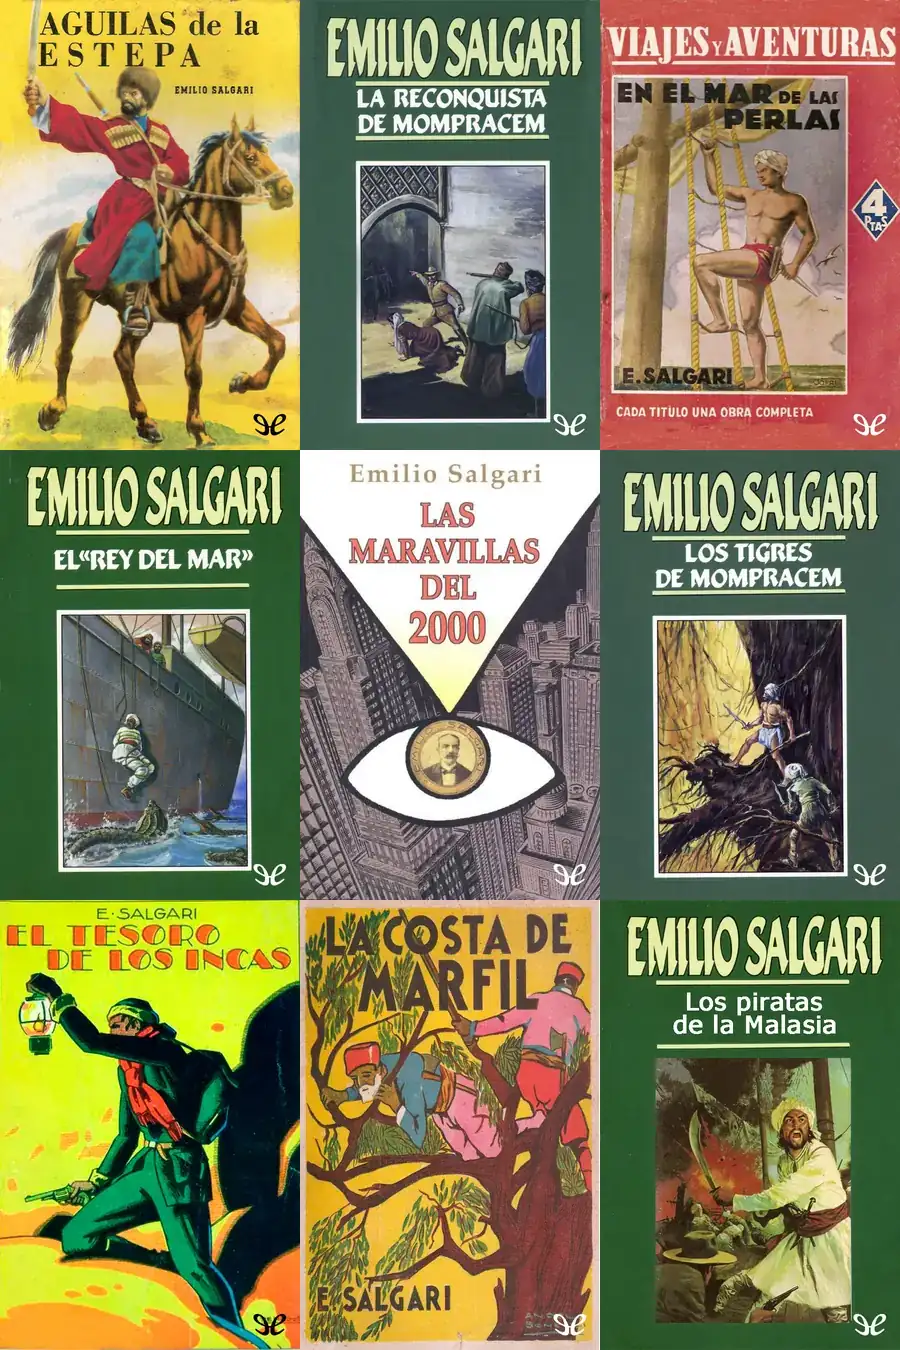 AGUILAS de la
ESTEPA
EMILIO SALGARI
EMILIO SALGARI
LA RECONQUISTA
DE MOMPRACEM
VIAJES Y AVENTURAS
EN EL MAR DE LAS
PERLAS
4
PTAS
E. SALGARI
CADA TITULO UNA OBRA COMPLETA
EMILIO SALGARI
EL «REY DEL MAR»
Emilio Salgari
LAS
MARAVILLAS
DEL
2000
EMILIO SALGARI
LOS TIGRES
DE MOMPRACEM
E. SALGARI
EL TESORO
DE LOS INCAS
LA COSTA DE
MARFIL
E. SALGARI
EMILIO SALGARI
Los piratas
de la Malasia